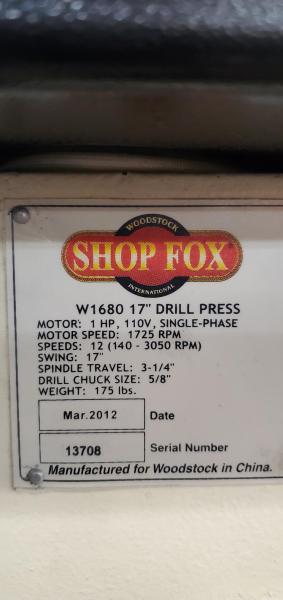 WOODSTOCK
SHOP FOX
INTERNATIONAL
W1680 17" DRILL PRESS
MOTOR: 1 HP, 110V, SINGLE-PHASE
MOTOR SPEED: 1725 RPM
SPEEDS: 12 (140 - 3050 RPM)
SWING: 17"
SPINDLE TRAVEL: 3-1/4"
DRILL CHUCK SIZE: 5/8"
WEIGHT: 175 lbs.
Mar.2012 Date
13708 Serial Number
Manufactured for Woodstock in China.